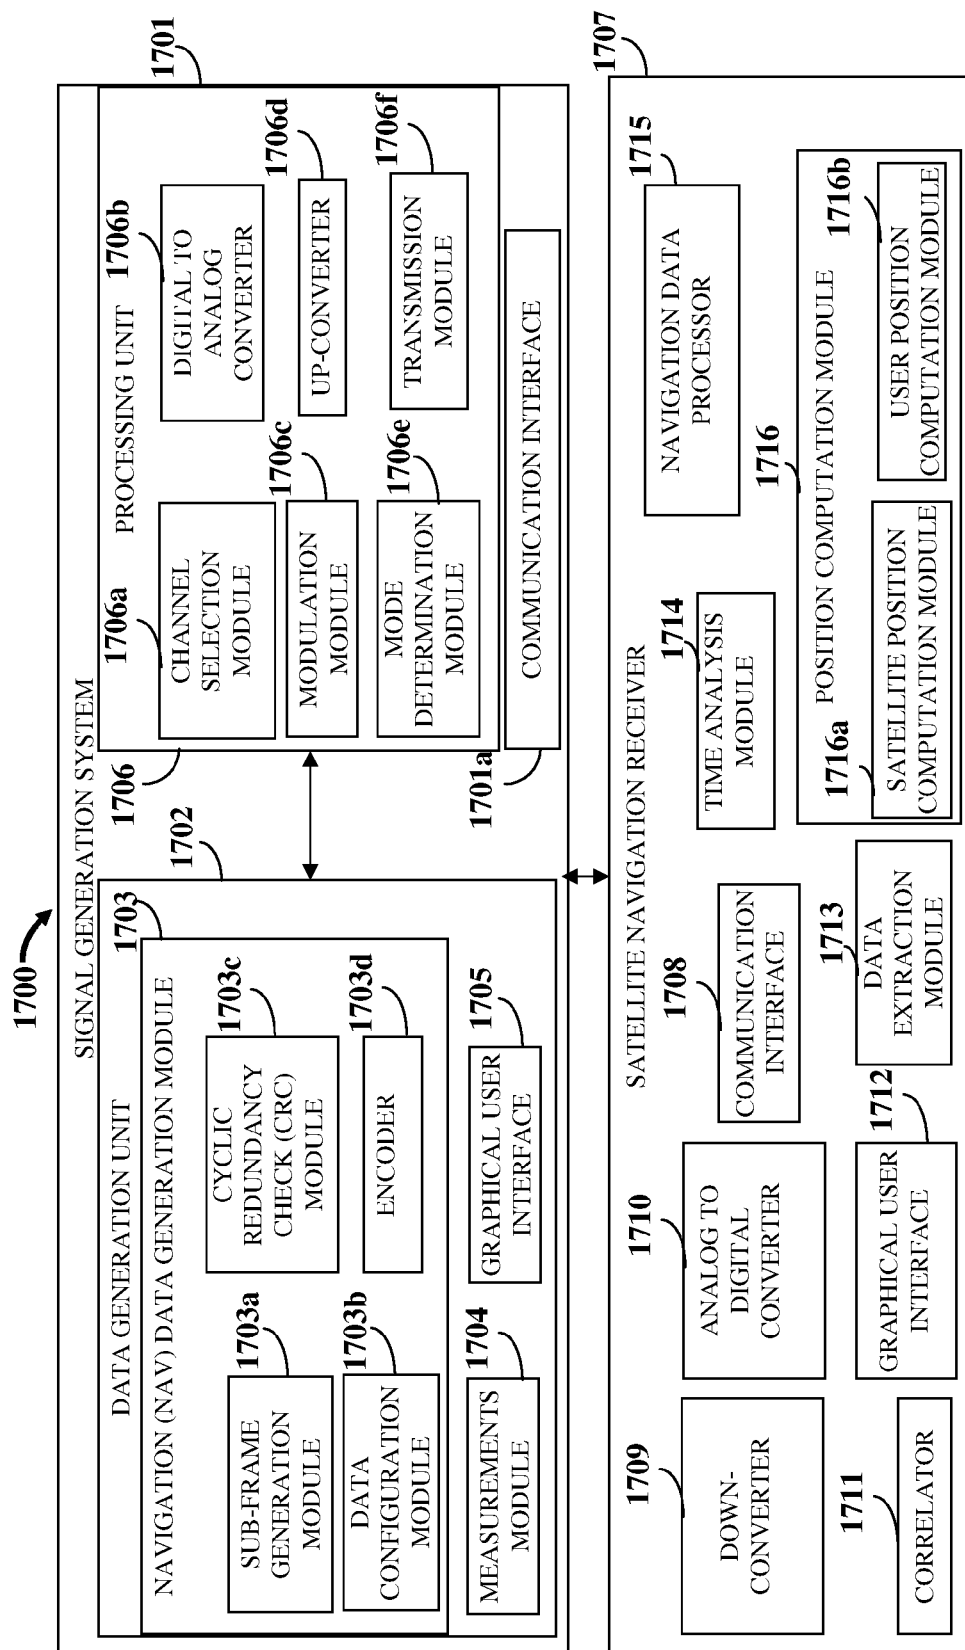 1700
SIGNAL GENERATION SYSTEM
1701
1702
DATA GENERATION UNIT
1703
NAVIGATION (NAV) DATA GENERATION MODULE
1703a
SUB-FRAME
GENERATION
MODULE
1703c
CYCLIC
REDUNDANCY
CHECK (CRC)
MODULE
1703b
DATA
CONFIGURATION
MODULE
1703d
ENCODER
1704
MEASUREMENTS
MODULE
1705
GRAPHICAL USER
INTERFACE
1706
PROCESSING UNIT
1706a
CHANNEL
SELECTION
MODULE
1706b
DIGITAL TO
ANALOG
CONVERTER
1706c
MODULATION
MODULE
1706d
UP-CONVERTER
1706e
MODE
DETERMINATION
MODULE
1706f
TRANSMISSION
MODULE
1701a
COMMUNICATION INTERFACE
1707
SATELLITE NAVIGATION RECEIVER
1709
DOWN-
CONVERTER
1710
ANALOG TO
DIGITAL
CONVERTER
1708
COMMUNICATION
INTERFACE
1714
TIME ANALYSIS
MODULE
1715
NAVIGATION DATA
PROCESSOR
1711
CORRELATOR
1712
GRAPHICAL USER
INTERFACE
1713
DATA
EXTRACTION
MODULE
1716
POSITION COMPUTATION MODULE
1716a
SATELLITE POSITION
COMPUTATION MODULE
1716b
USER POSITION
COMPUTATION MODULE